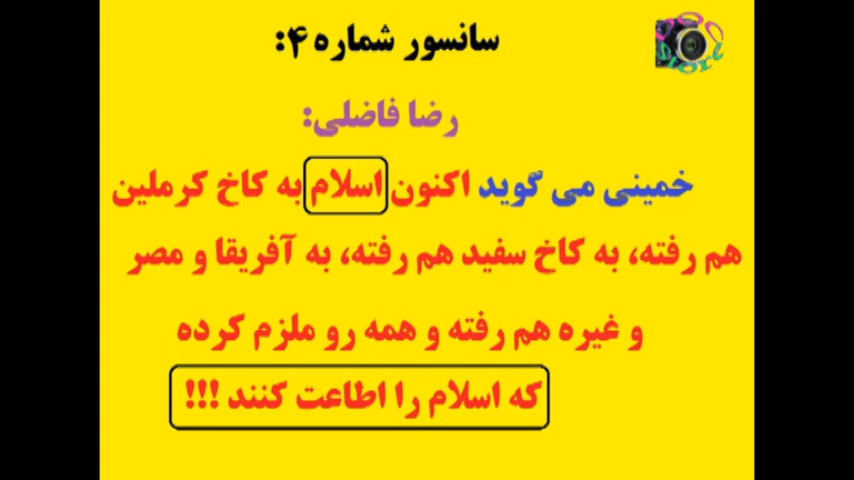 سانسور شماره ۴:
رضا فاضلی:
خمینی می گوید اکنون اسلام به کاخ کرملین
هم رفته، به کاخ سفید هم رفته، به آفریقا و مصر
و غیره هم رفته و همه رو ملزم کرده
که اسلام را اطاعت کنند !!!
Store